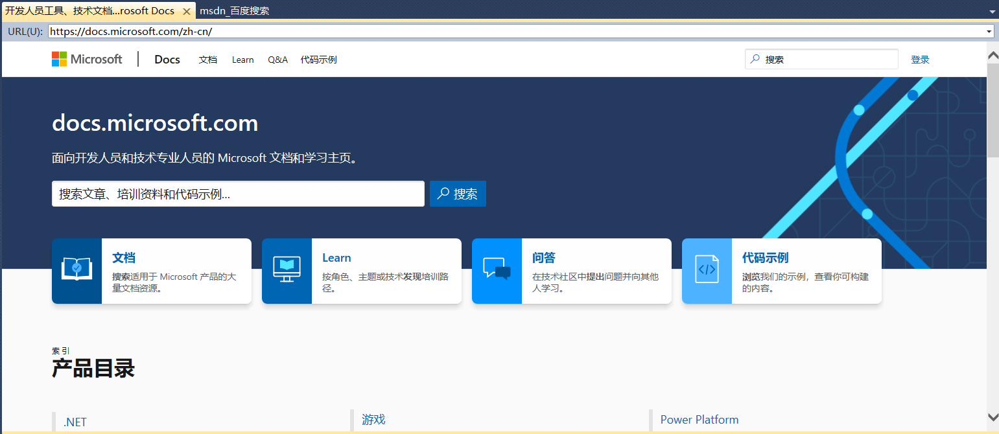 开发人员工具、技术文档...rosoft Docs
msdn_百度搜索
URL(U): https://docs.microsoft.com/zh-cn/
Microsoft Docs 文档 Learn Q&A 代码示例 搜索 登录
docs.microsoft.com
面向开发人员和技术专业人员的 Microsoft 文档和学习主页。
搜索文章、培训资料和代码示例... 搜索
文档
搜索适用于 Microsoft 产品的大
量文档资源。
Learn
按角色、主题或技术发现培训路
径。
问答
在技术社区中提出问题并向其他
人学习。
代码示例
浏览我们的示例，查看你可构建
的内容。
索引
产品目录
.NET
游戏
Power Platform